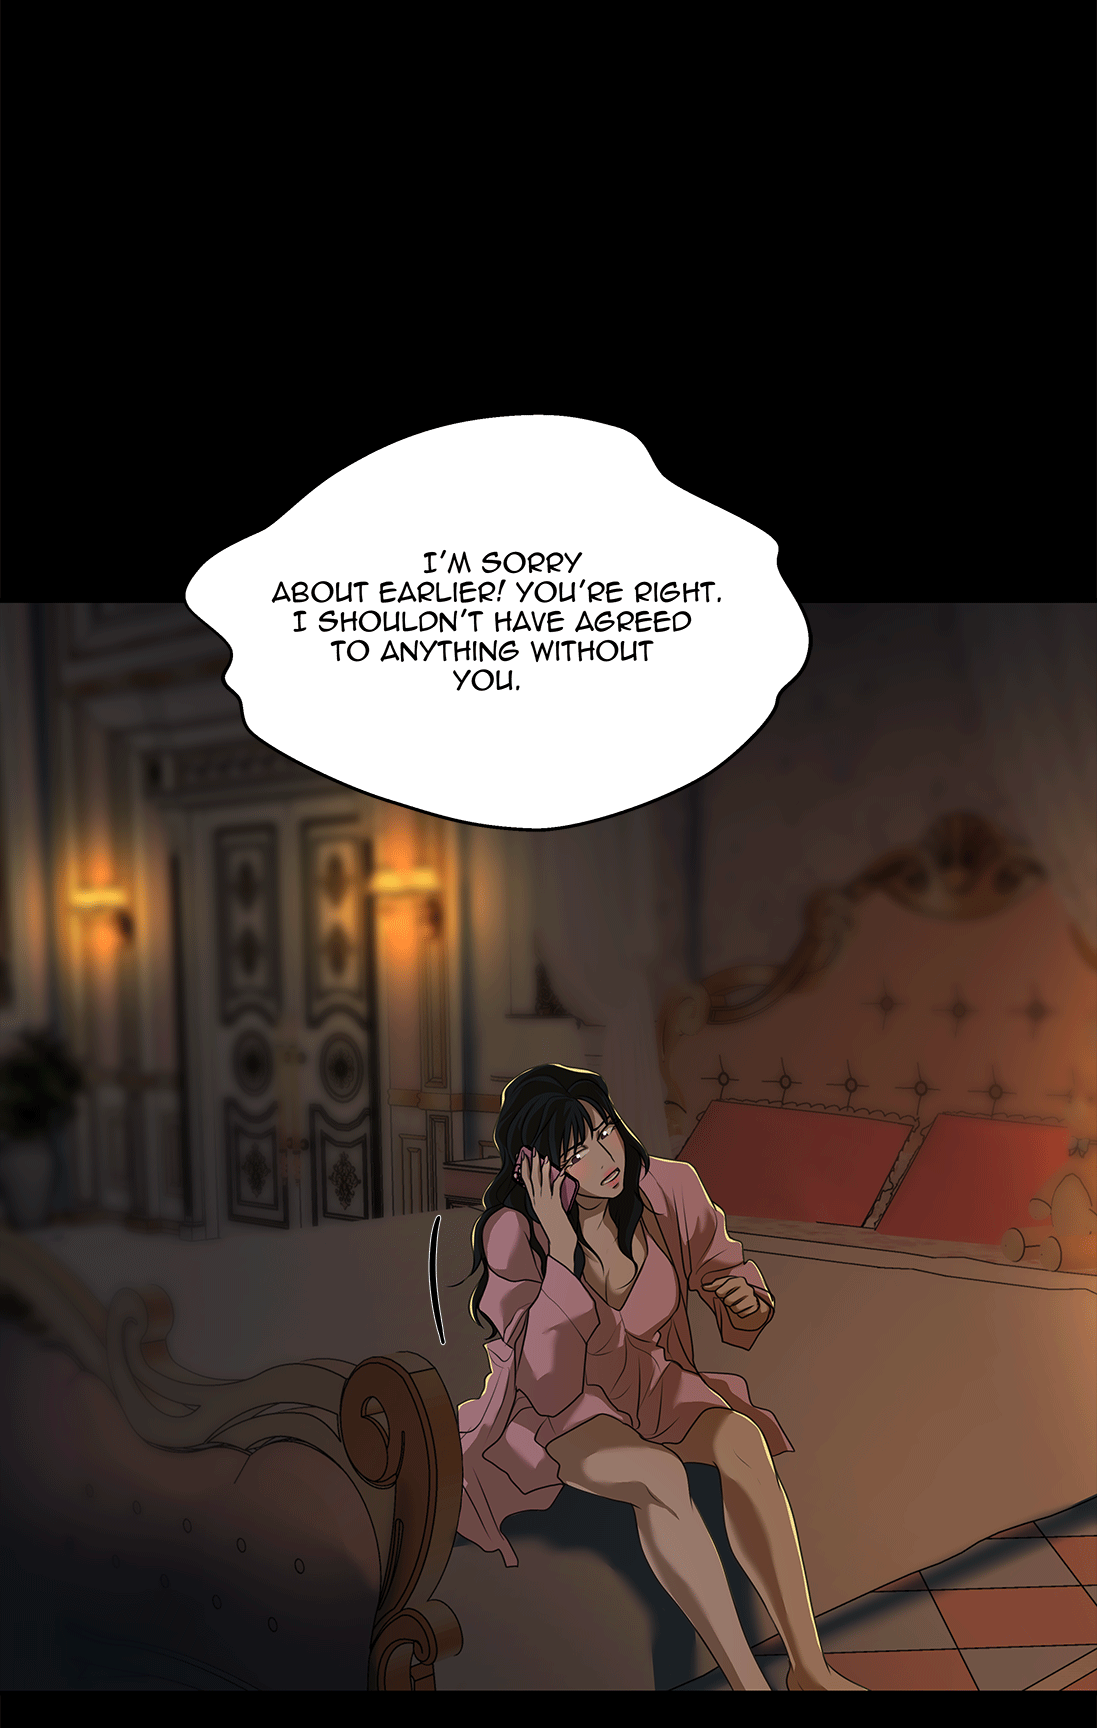 I'M SORRY
ABOUT EARLIER! YOU'RE RIGHT.
I SHOULDN'T HAVE AGREED
TO ANYTHING WITHOUT
YOU.